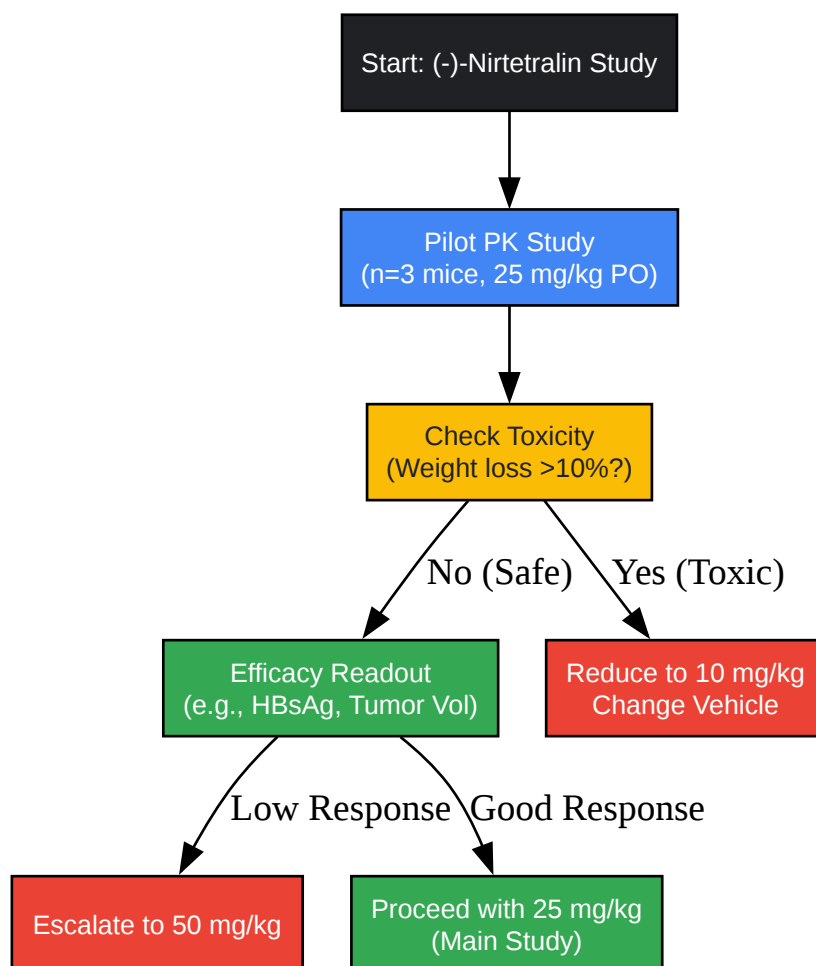 Start: (-)-Nirtetralin Study
Pilot PK Study
(n=3 mice, 25 mg/kg PO)
Check Toxicity
(Weight loss >10%?)
No (Safe)
Yes (Toxic)
Efficacy Readout
(e.g., HBsAg, Tumor Vol)
Reduce to 10 mg/kg
Change Vehicle
Low Response
Good Response
Escalate to 50 mg/kg
Proceed with 25 mg/kg
(Main Study)